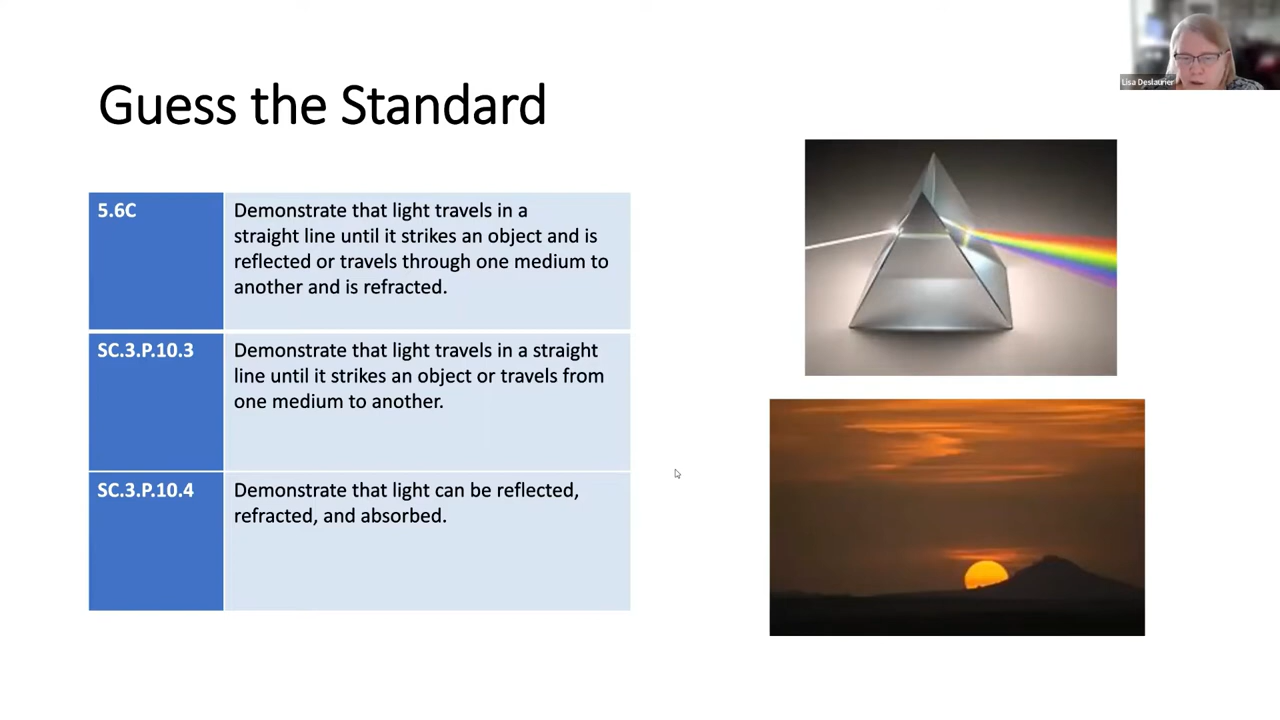 Guess the Standard
Lisa Deslaurier
5.6C
Demonstrate that light travels in a
straight line until it strikes an object and is
reflected or travels through one medium to
another and is refracted.
SC.3.P.10.3
Demonstrate that light travels in a straight
line until it strikes an object or travels from
one medium to another.
SC.3.P.10.4
Demonstrate that light can be reflected,
refracted, and absorbed.